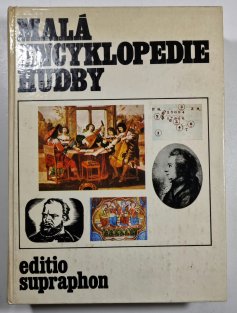 MALÁ
ENCYKLOPEDIE
HUDBY
editio
supraphon